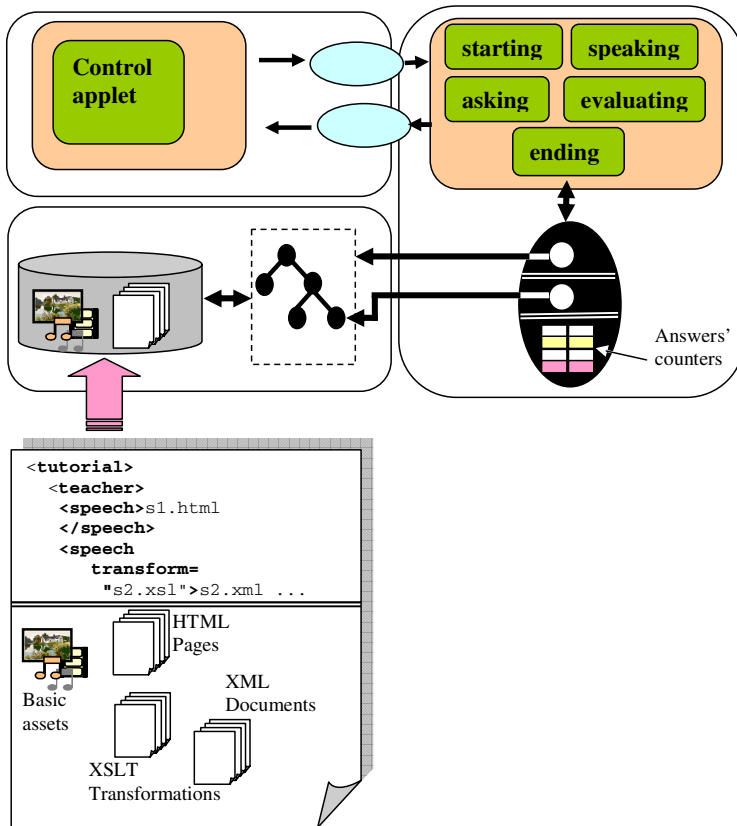 Control
applet
starting
speaking
asking
evaluating
ending
Answers’
counters
<tutorial>
<teacher>
<speech>s1.html
</speech>
<speech
transform=
"s2.xsl">s2.xml ...
HTML
Pages
Basic
assets
XML
Documents
XSLT
Transformations